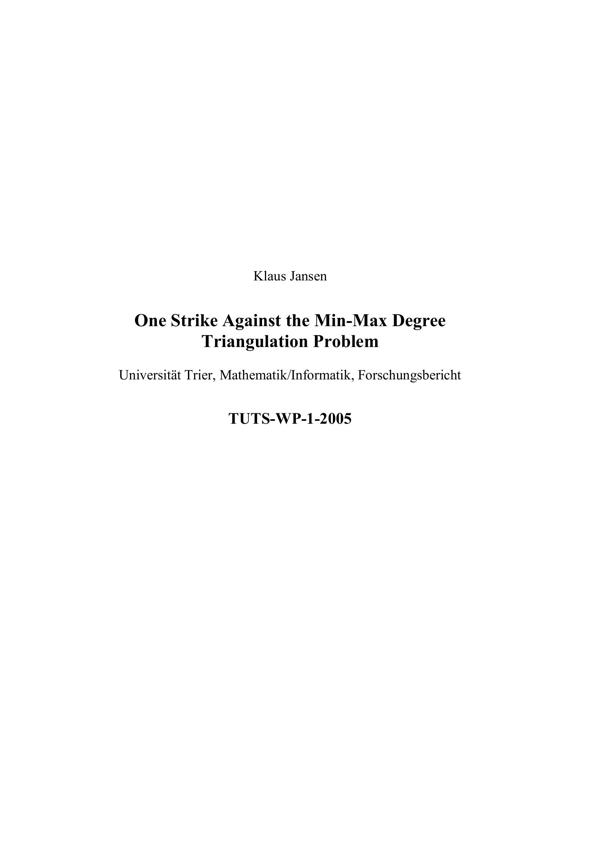 Klaus Jansen
One Strike Against the Min-Max Degree
Triangulation Problem
Universität Trier, Mathematik/Informatik, Forschungsbericht
TUTS-WP-1-2005